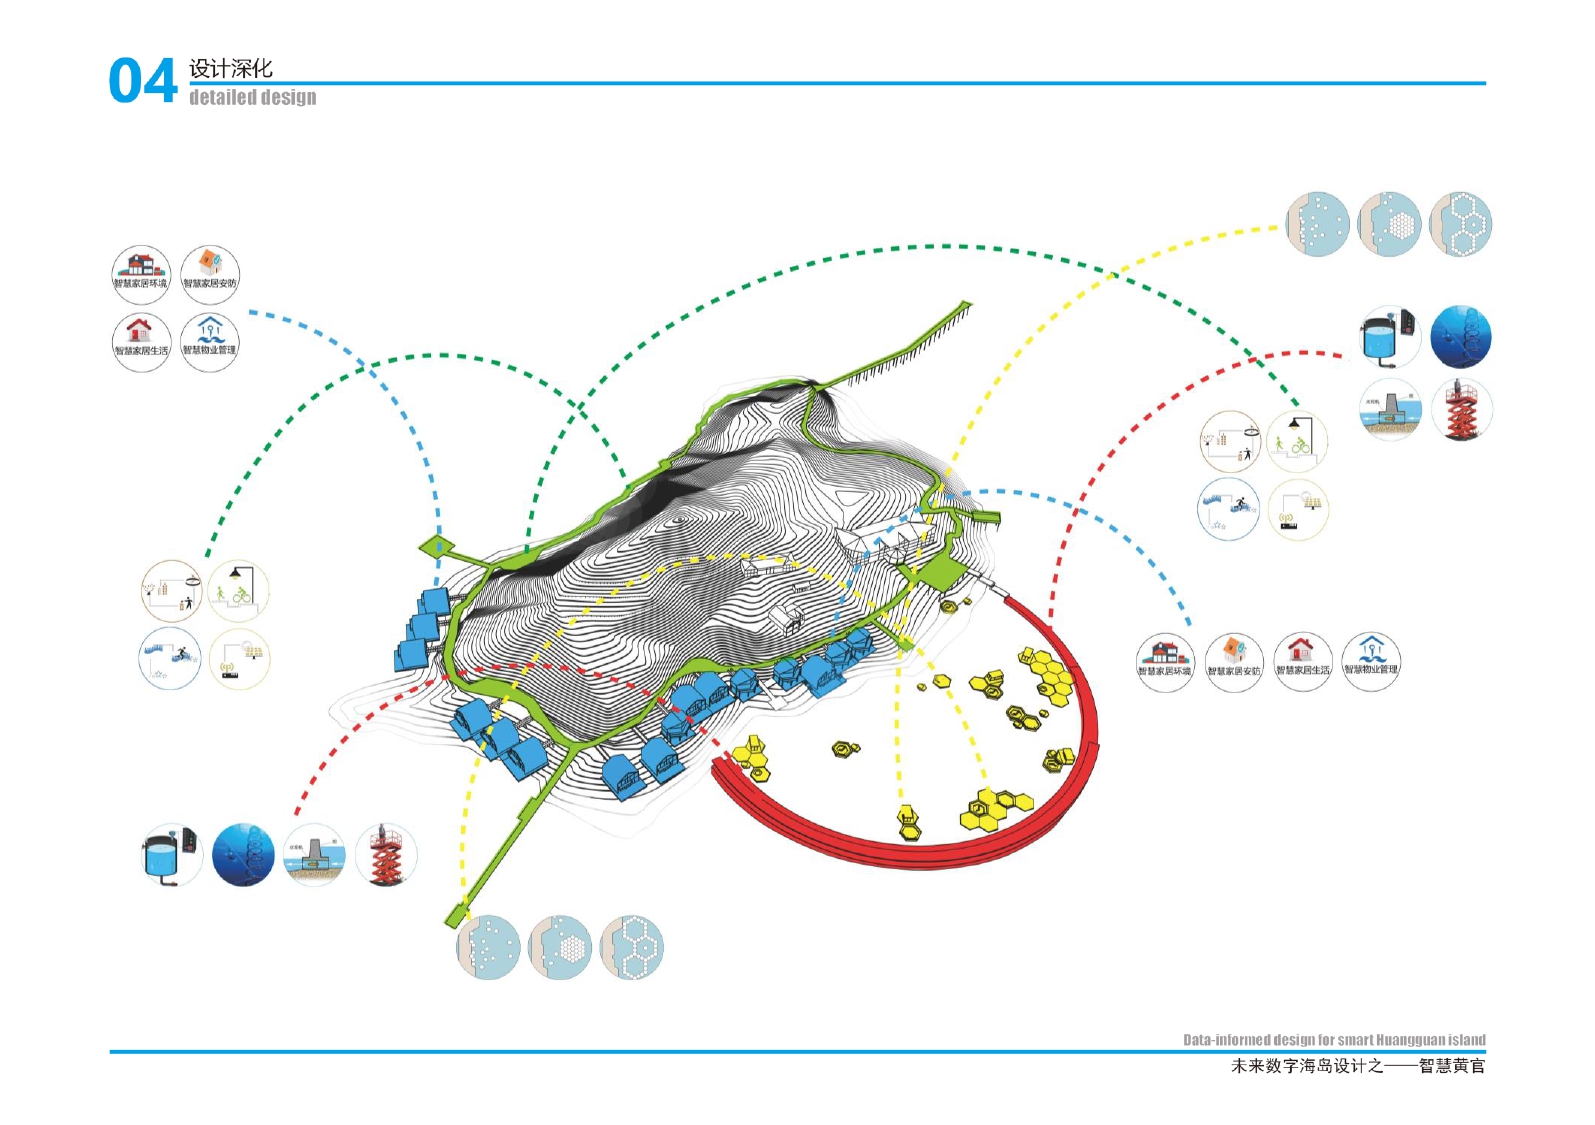 04
设计深化
detailed design
智慧家居环境
智慧家居安防
智慧家居生活
智慧物业管理
智慧家居环境
智慧家居安防
智慧家居生活
智慧物业管理
Data-informed design for smart Huangguan island
未来数字海岛设计之——智慧黄官